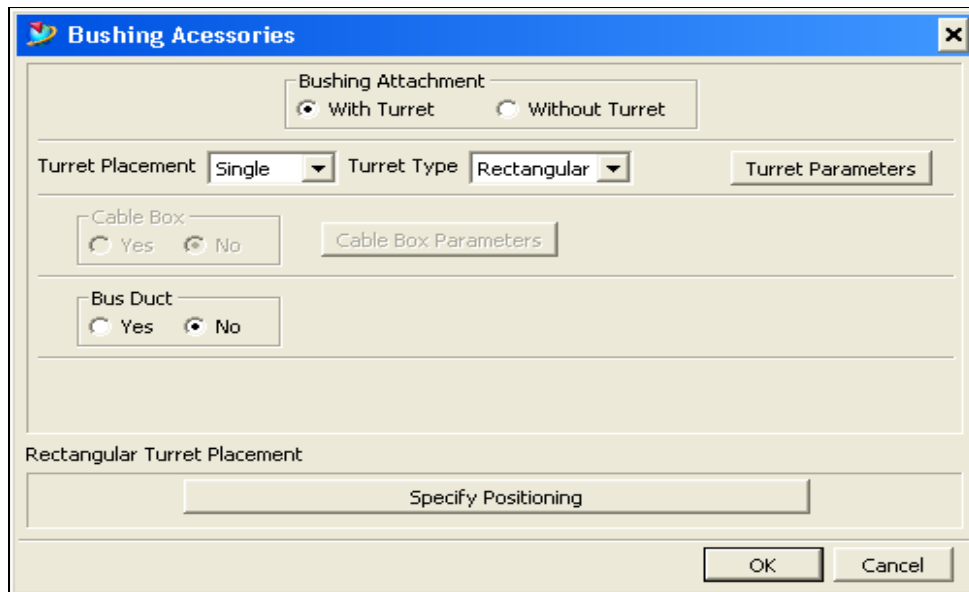 Bushing Acessories
Bushing Attachment
With Turret Without Turret
Turret Placement Single Turret Type Rectangular Turret Parameters
Cable Box
Yes No Cable Box Parameters
Bus Duct
Yes No
Rectangular Turret Placement
Specify Positioning
OK Cancel